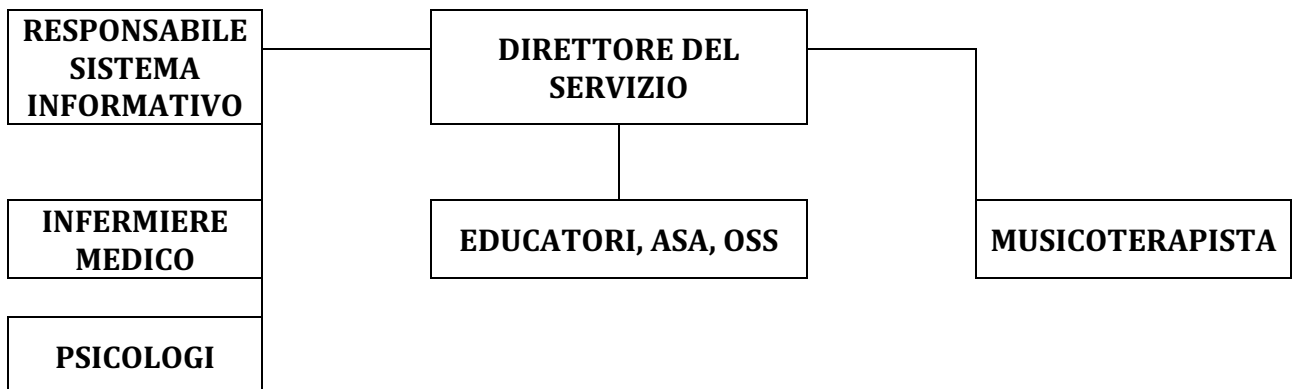 RESPONSABILE
SISTEMA
INFORMATIVO
DIRETTORE DEL
SERVIZIO
INFERMIERE
MEDICO
EDUCATORI, ASA, OSS
MUSICOTERAPISTA
PSICOLOGI